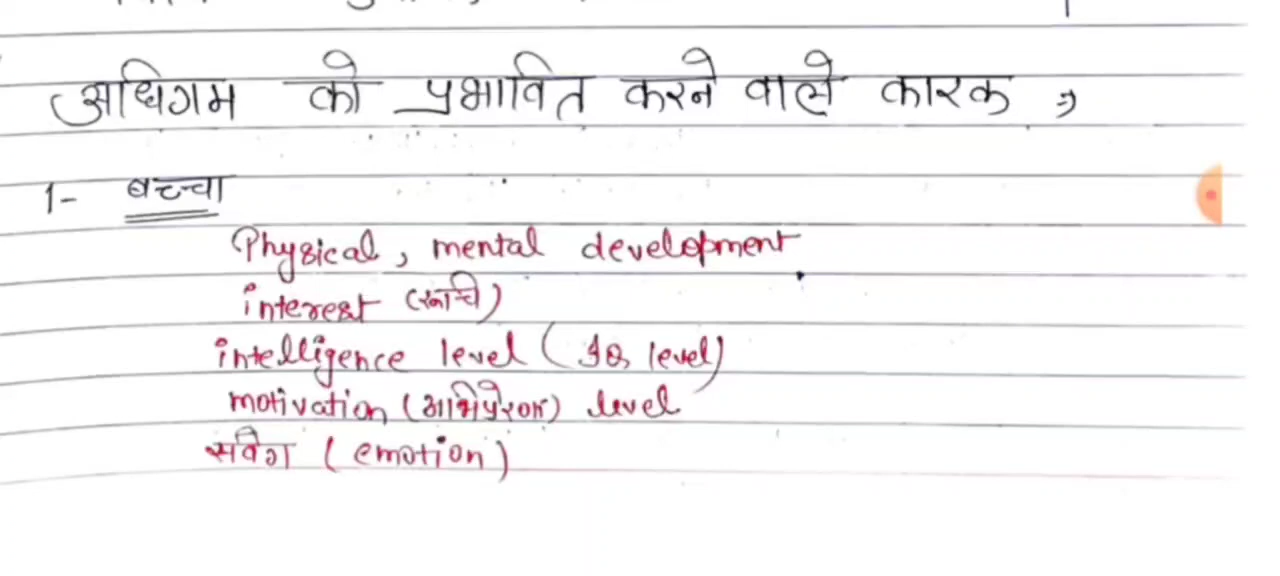 अधिगम को प्रभावित करने वाले कारक ⇒
1- बच्चा
Physical, mental development
interest (रूचि)
intelligence level (IQ level)
motivation (अभिप्रेरणा) level
संवेग (emotion)